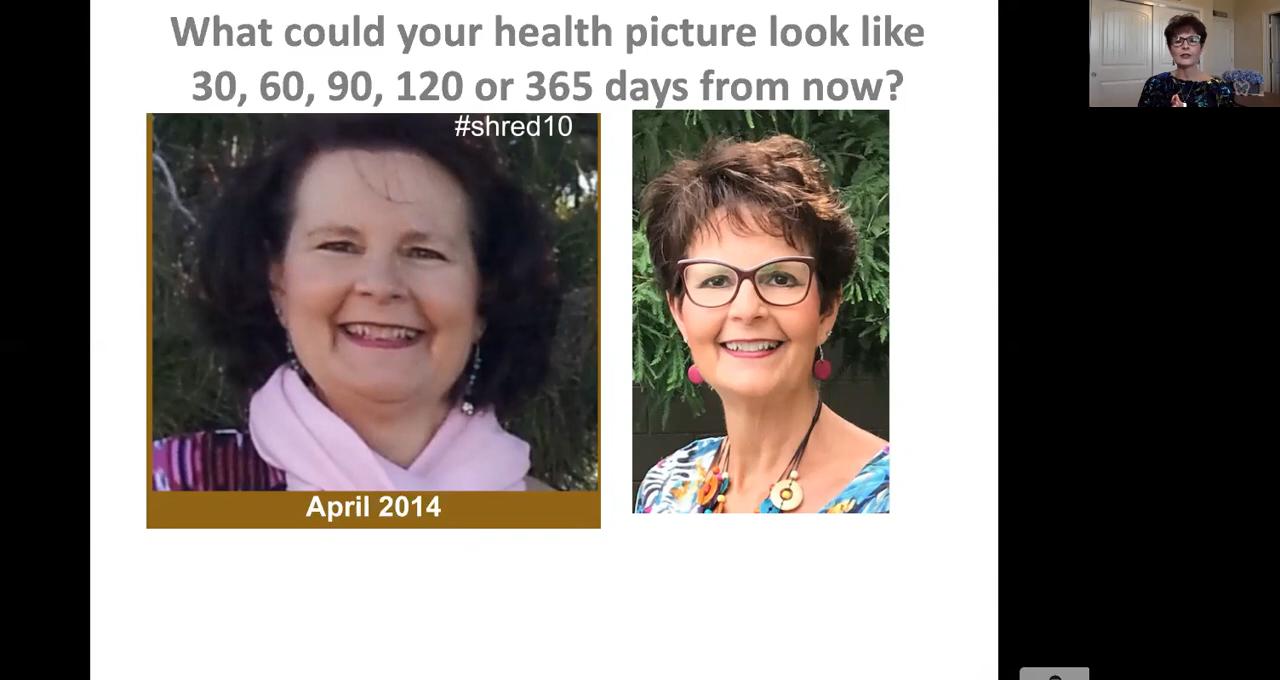 What could your health picture look like
30, 60, 90, 120 or 365 days from now?
#shred10
April 2014